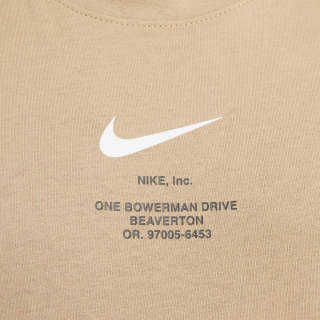 NIKE, Inc.
ONE BOWERMAN DRIVE
BEAVERTON
OR. 97005-6453